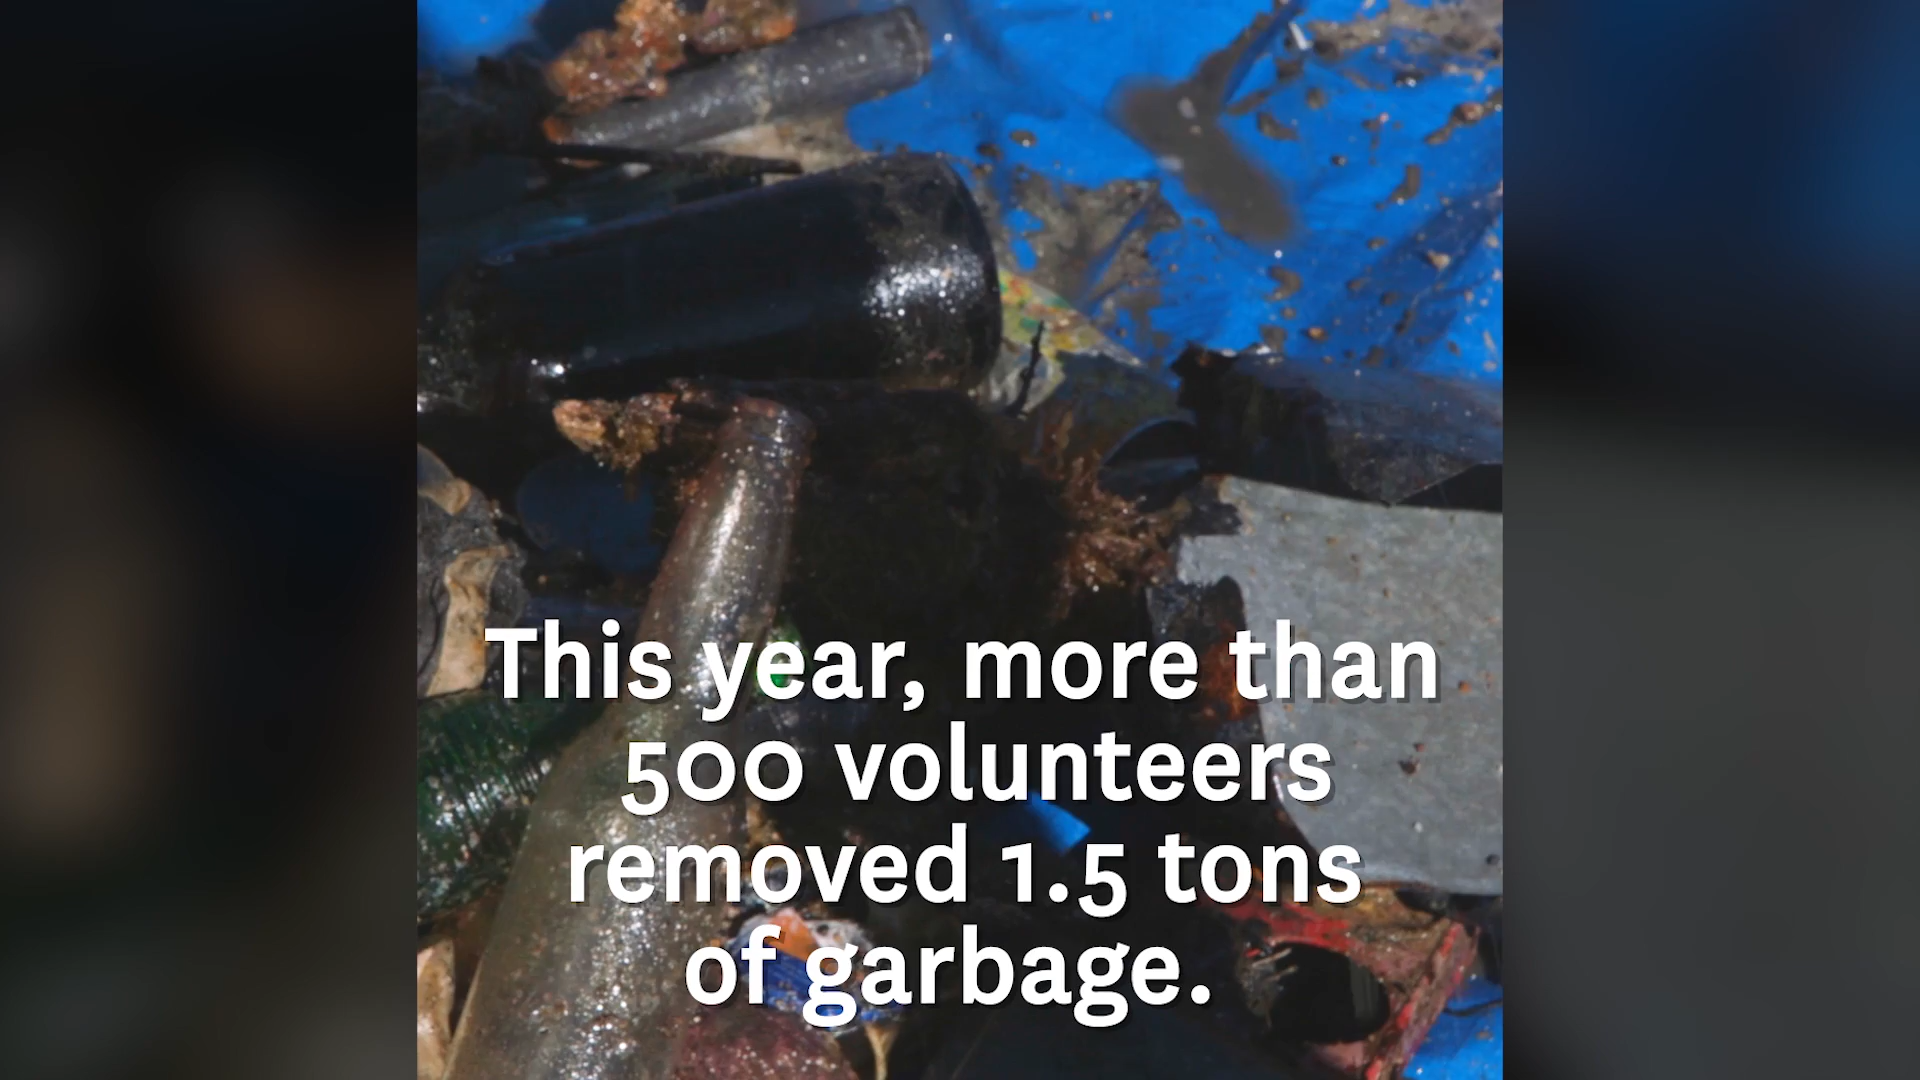 This year, more than
500 volunteers
removed 1.5 tons
of garbage.